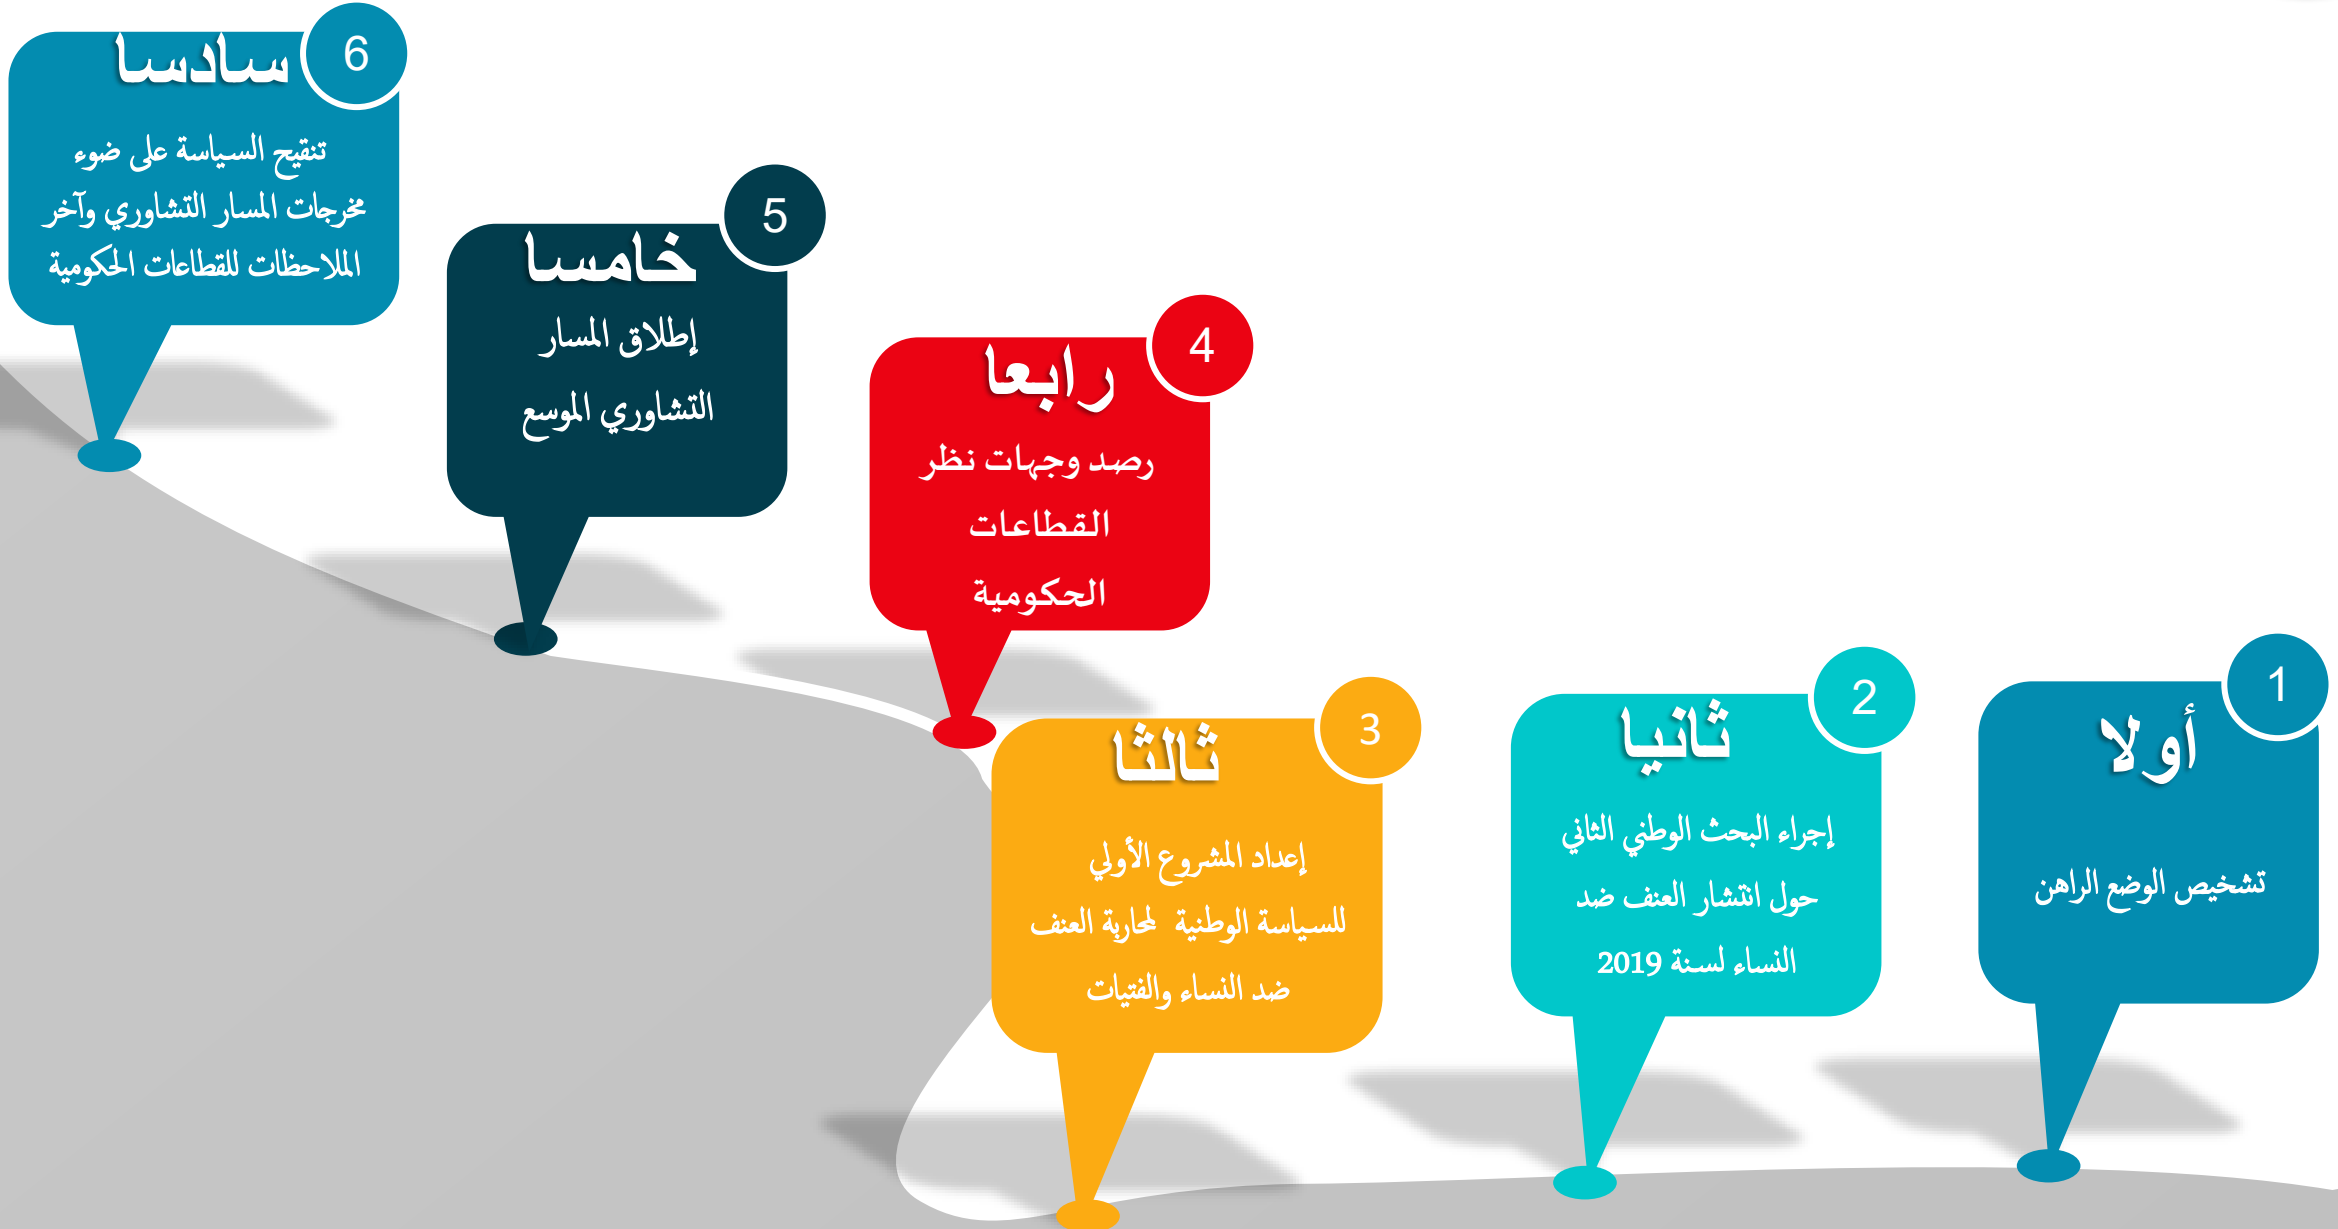 1
أولا
تشخيص الوضع الراهن
2
ثانيا
إجراء البحث الوطني الثاني
حول انتشار العنف ضد
النساء لسنة 2019
3
ثالثا
إعداد المشروع الأولي
للسياسة الوطنية لمحاربة العنف
ضد النساء والفتيات
4
رابعا
رصد وجهات نظر
القطاعات
الحكومية
5
خامسا
إطلاق المسار
التشاوري الموسع
6
سادسا
تنقيح السياسة على ضوء
مخرجات المسار التشاوري وآخر
الملاحظات للقطاعات الحكومية